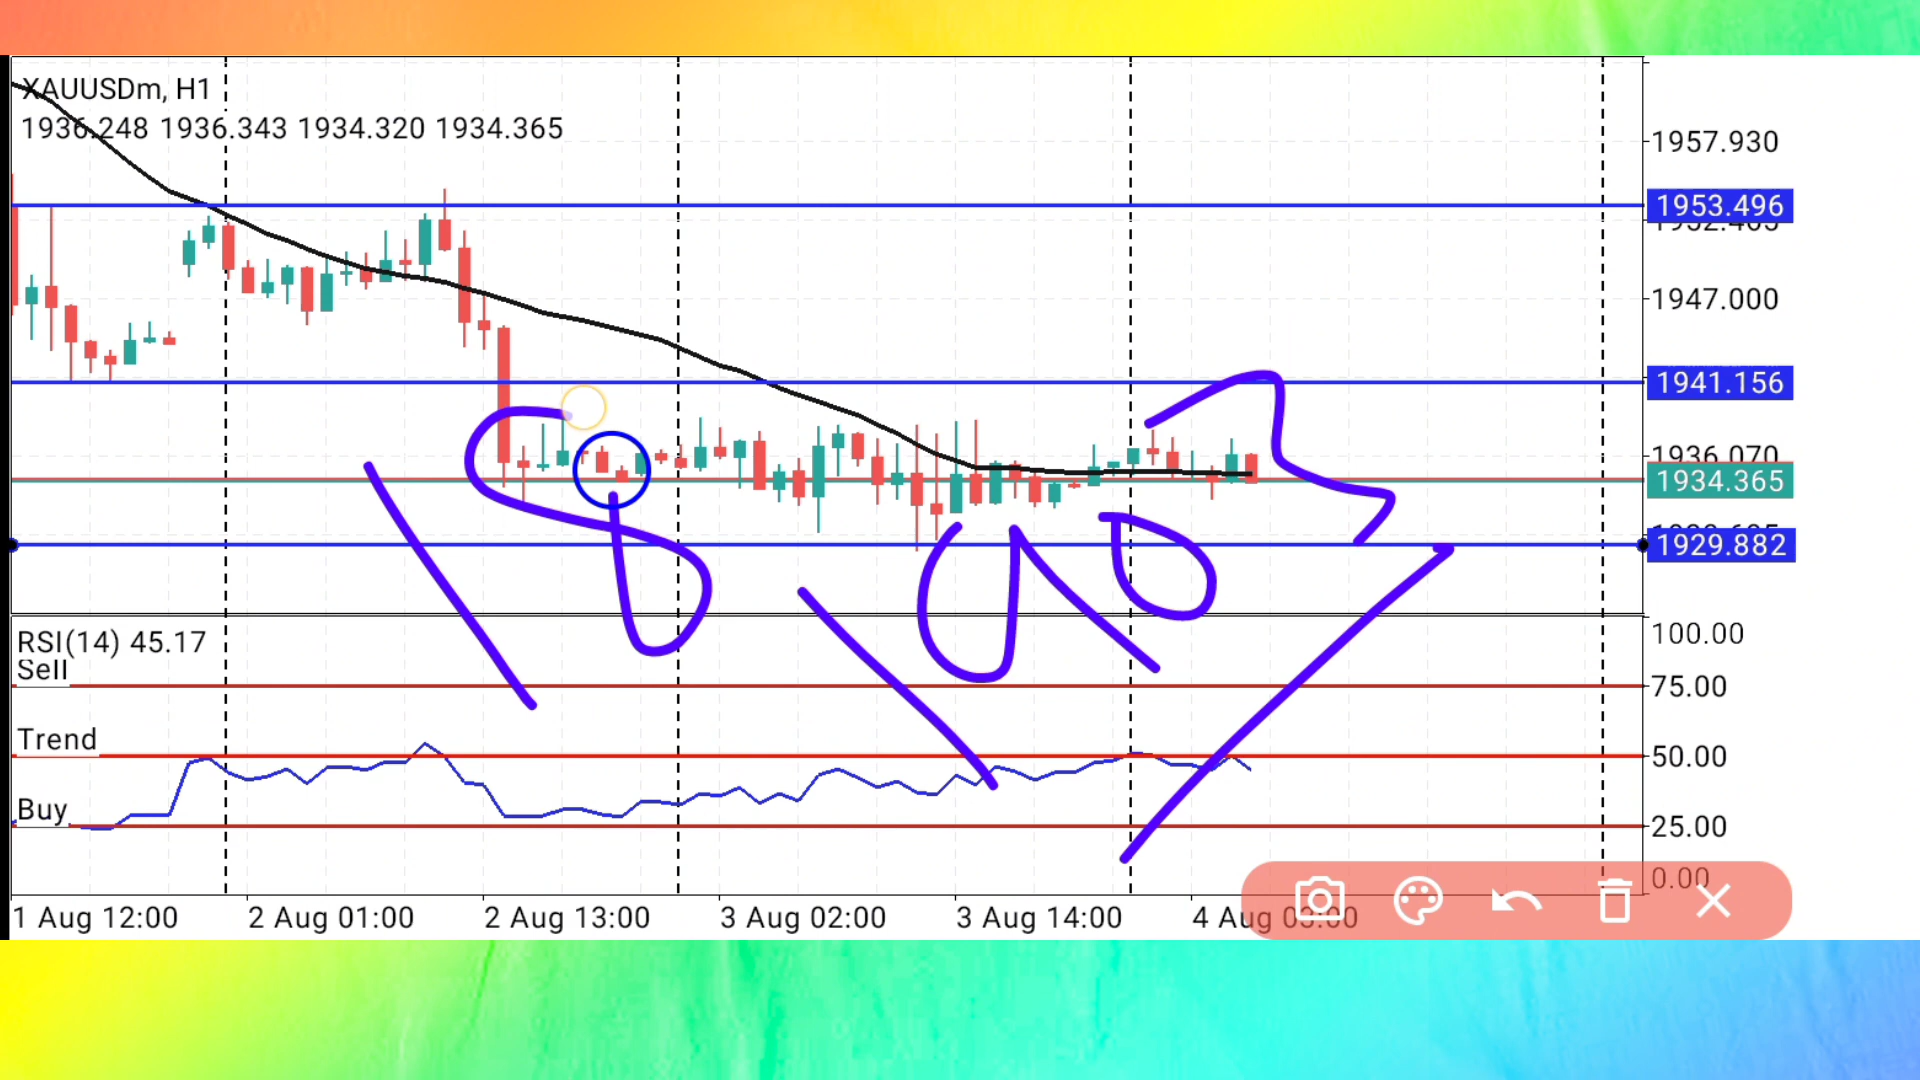 XAUUSDm, H1
1936.248 1936.343 1934.320 1934.365
1957.930
1953.496
1947.000
1941.156
1936.070
1934.365
1929.882
RSI(14) 45.17
100.00
Sell
75.00
Trend
50.00
Buy
25.00
0.00
1 Aug 12:00 2 Aug 01:00 2 Aug 13:00 3 Aug 02:00 3 Aug 14:00 4 Aug 03:00